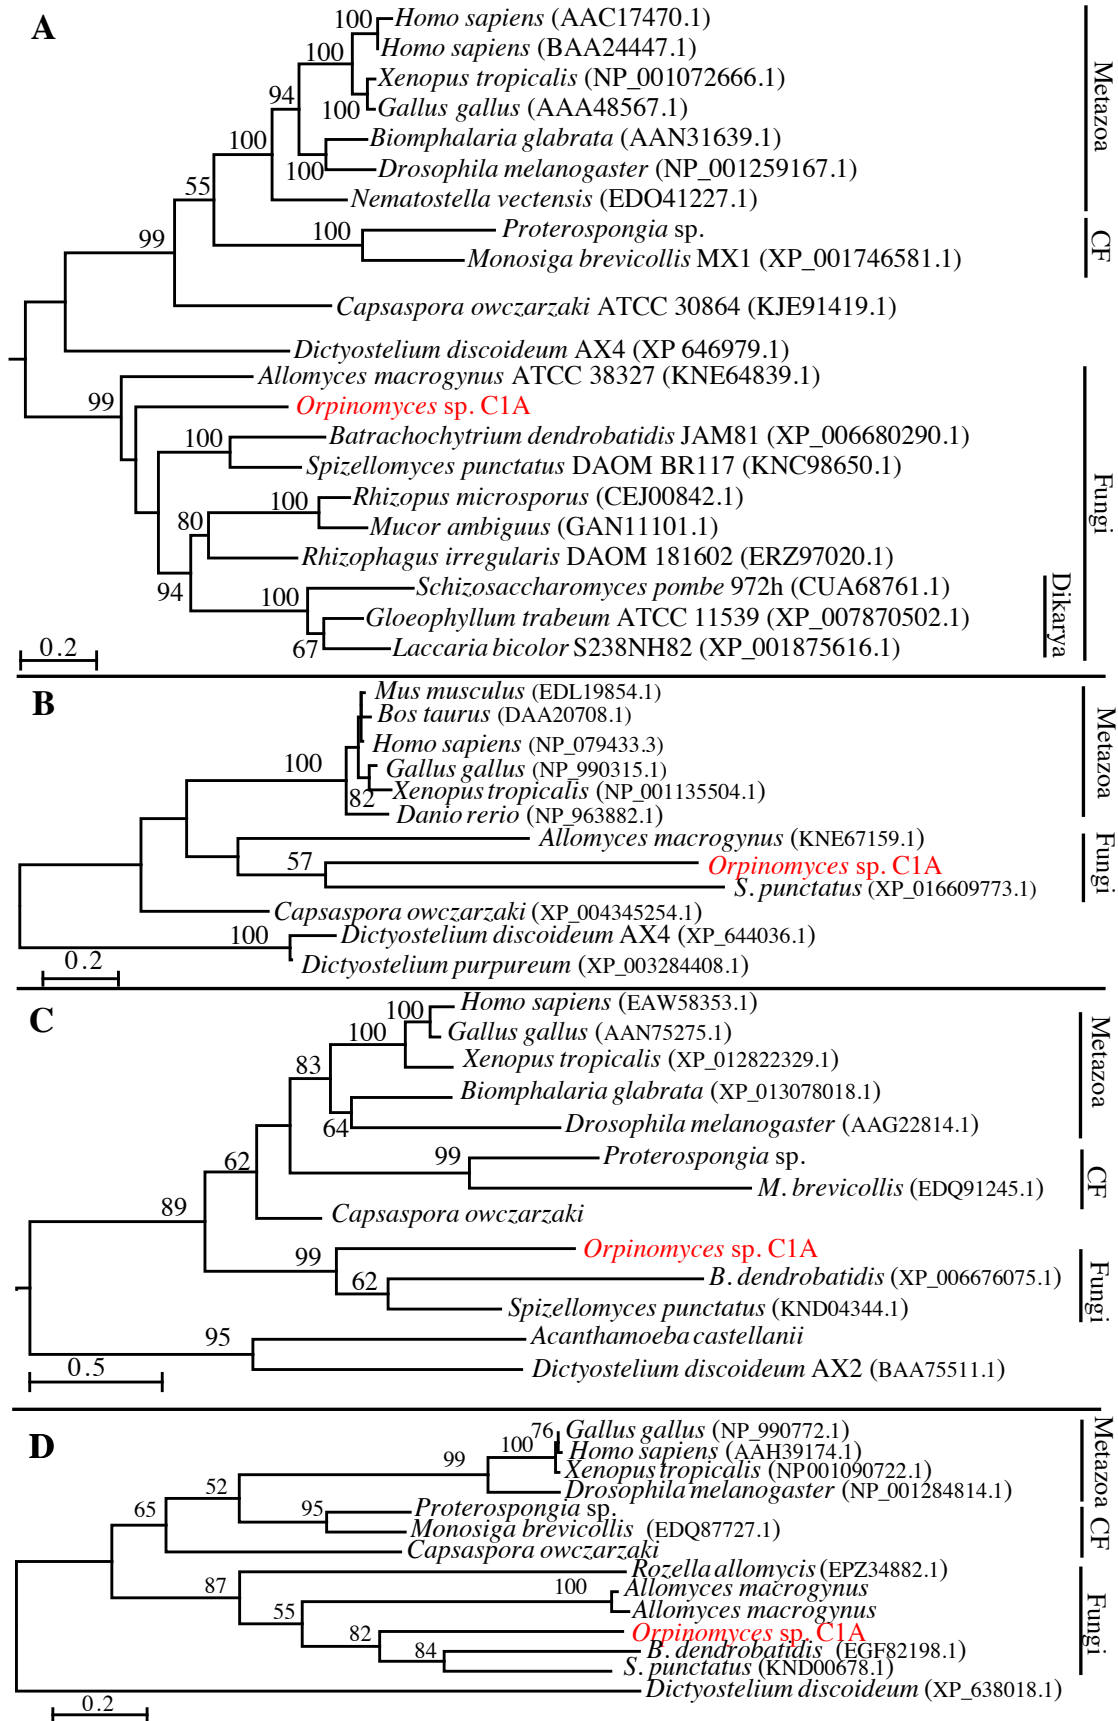 A
100 Homo sapiens (AAC17470.1)
100 Homo sapiens (BAA24447.1)
Xenopus tropicalis (NP_001072666.1)
94 100 Gallus gallus (AAA48567.1)
100 Biomphalaria glabrata (AAN31639.1)
100 Drosophila melanogaster (NP_001259167.1)
55 Nematostella vectensis (EDO41227.1)
Metazoa
99 100 Proterospongia sp.
Monosiga brevicollis MX1 (XP_001746581.1)
CF
Capsaspora owczarzaki ATCC 30864 (KJE91419.1)
Dictyostelium discoideum AX4 (XP 646979.1)
Allomyces macrogynus ATCC 38327 (KNE64839.1)
99 Orpinomyces sp. C1A
100 Batrachochytrium dendrobatidis JAM81 (XP_006680290.1)
Spizellomyces punctatus DAOM BR117 (KNC98650.1)
100 Rhizopus microsporus (CEJ00842.1)
80 Mucor ambiguus (GAN11101.1)
Rhizophagus irregularis DAOM 181602 (ERZ97020.1)
94 100 Schizosaccharomyces pombe 972h (CUA68761.1)
Gloeophyllum trabeum ATCC 11539 (XP_007870502.1)
67 Laccaria bicolor S238NH82 (XP_001875616.1)
Dikarya
Fungi
0.2
B
Mus musculus (EDL19854.1)
Bos taurus (DAA20708.1)
Homo sapiens (NP_079433.3)
100 Gallus gallus (NP_990315.1)
82 Xenopus tropicalis (NP_001135504.1)
Danio rerio (NP_963882.1)
Metazoa
Allomyces macrogynus (KNE67159.1)
57 Orpinomyces sp. C1A
S. punctatus (XP_016609773.1)
Fungi
Capsaspora owczarzaki (XP_004345254.1)
100 Dictyostelium discoideum AX4 (XP_644036.1)
Dictyostelium purpureum (XP_003284408.1)
0.2
C
100 Homo sapiens (EAW58353.1)
100 Gallus gallus (AAN75275.1)
Xenopus tropicalis (XP_012822329.1)
83 Biomphalaria glabrata (XP_013078018.1)
64 Drosophila melanogaster (AAG22814.1)
Metazoa
62 99 Proterospongia sp.
M. brevicollis (EDQ91245.1)
CF
89 Capsaspora owczarzaki
99 Orpinomyces sp. C1A
62 B. dendrobatidis (XP_006676075.1)
Spizellomyces punctatus (KND04344.1)
Fungi
95 Acanthamoeba castellanii
Dictyostelium discoideum AX2 (BAA75511.1)
0.5
D
76 Gallus gallus (NP_990772.1)
99 100 Homo sapiens (AAH39174.1)
Xenopus tropicalis (NP001090722.1)
52 Drosophila melanogaster (NP_001284814.1)
Metazoa
65 95 Proterospongia sp.
Monosiga brevicollis (EDQ87727.1)
CF
Capsaspora owczarzaki
87 Rozella allomycis (EPZ34882.1)
100 Allomyces macrogynus
55 Allomyces macrogynus
82 Orpinomyces sp. C1A
84 B. dendrobatidis (EGF82198.1)
S. punctatus (KND00678.1)
Fungi
Dictyostelium discoideum (XP_638018.1)
0.2